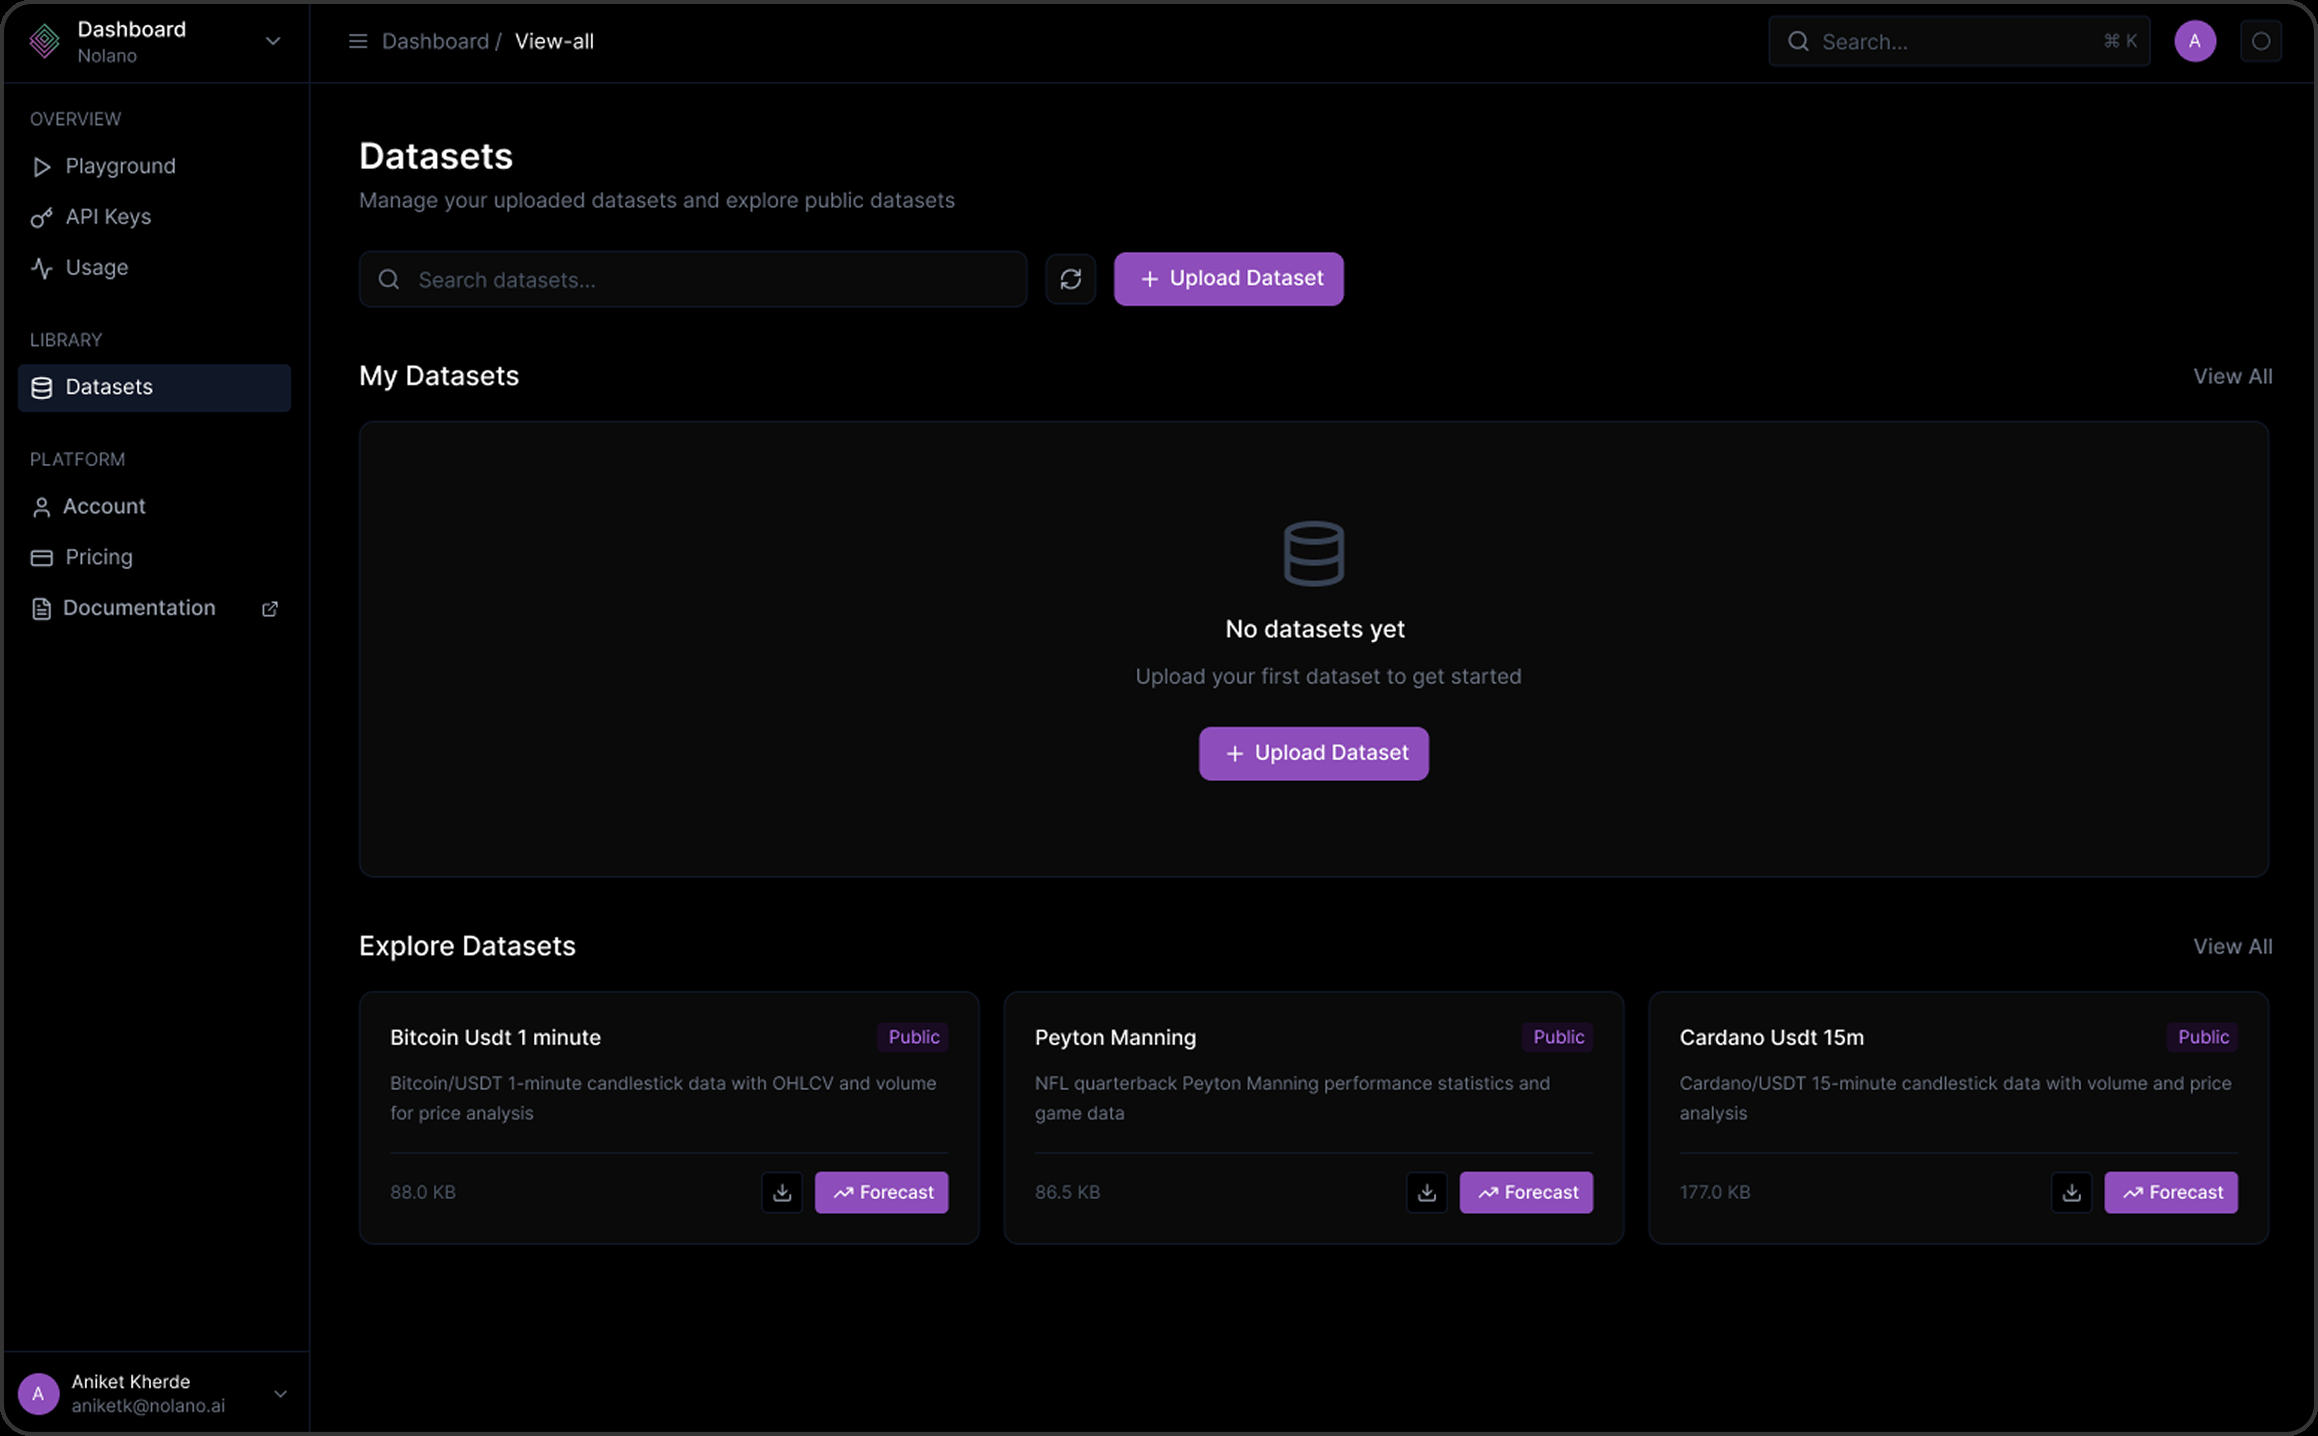 Dashboard
Nolano
Dashboard / View-all
Search...
⌘ K
A
OVERVIEW
Playground
API Keys
Usage
LIBRARY
Datasets
PLATFORM
Account
Pricing
Documentation
Datasets
Manage your uploaded datasets and explore public datasets
Search datasets...
+ Upload Dataset
My Datasets
View All
No datasets yet
Upload your first dataset to get started
+ Upload Dataset
Explore Datasets
View All
Bitcoin Usdt 1 minute
Public
Bitcoin/USDT 1-minute candlestick data with OHLCV and volume
for price analysis
88.0 KB
Forecast
Peyton Manning
Public
NFL quarterback Peyton Manning performance statistics and
game data
86.5 KB
Forecast
Cardano Usdt 15m
Public
Cardano/USDT 15-minute candlestick data with volume and price
analysis
177.0 KB
Forecast
A
Aniket Kherde
aniketk@nolano.ai